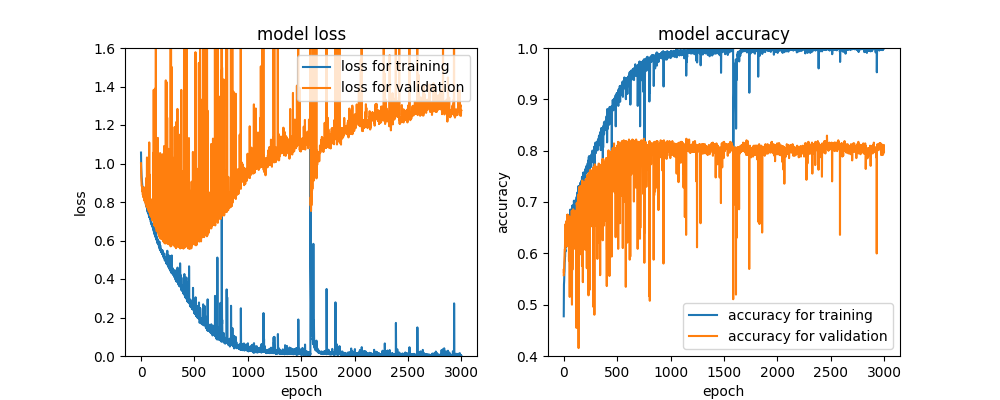 model loss
1.6
1.4
1.2
1.0
0.8
0.6
0.4
0.2
0.0
loss
loss for training
loss for validation
0 500 1000 1500 2000 2500 3000
epoch
model accuracy
1.0
0.9
0.8
0.7
0.6
0.5
0.4
accuracy
accuracy for training
accuracy for validation
0 500 1000 1500 2000 2500 3000
epoch